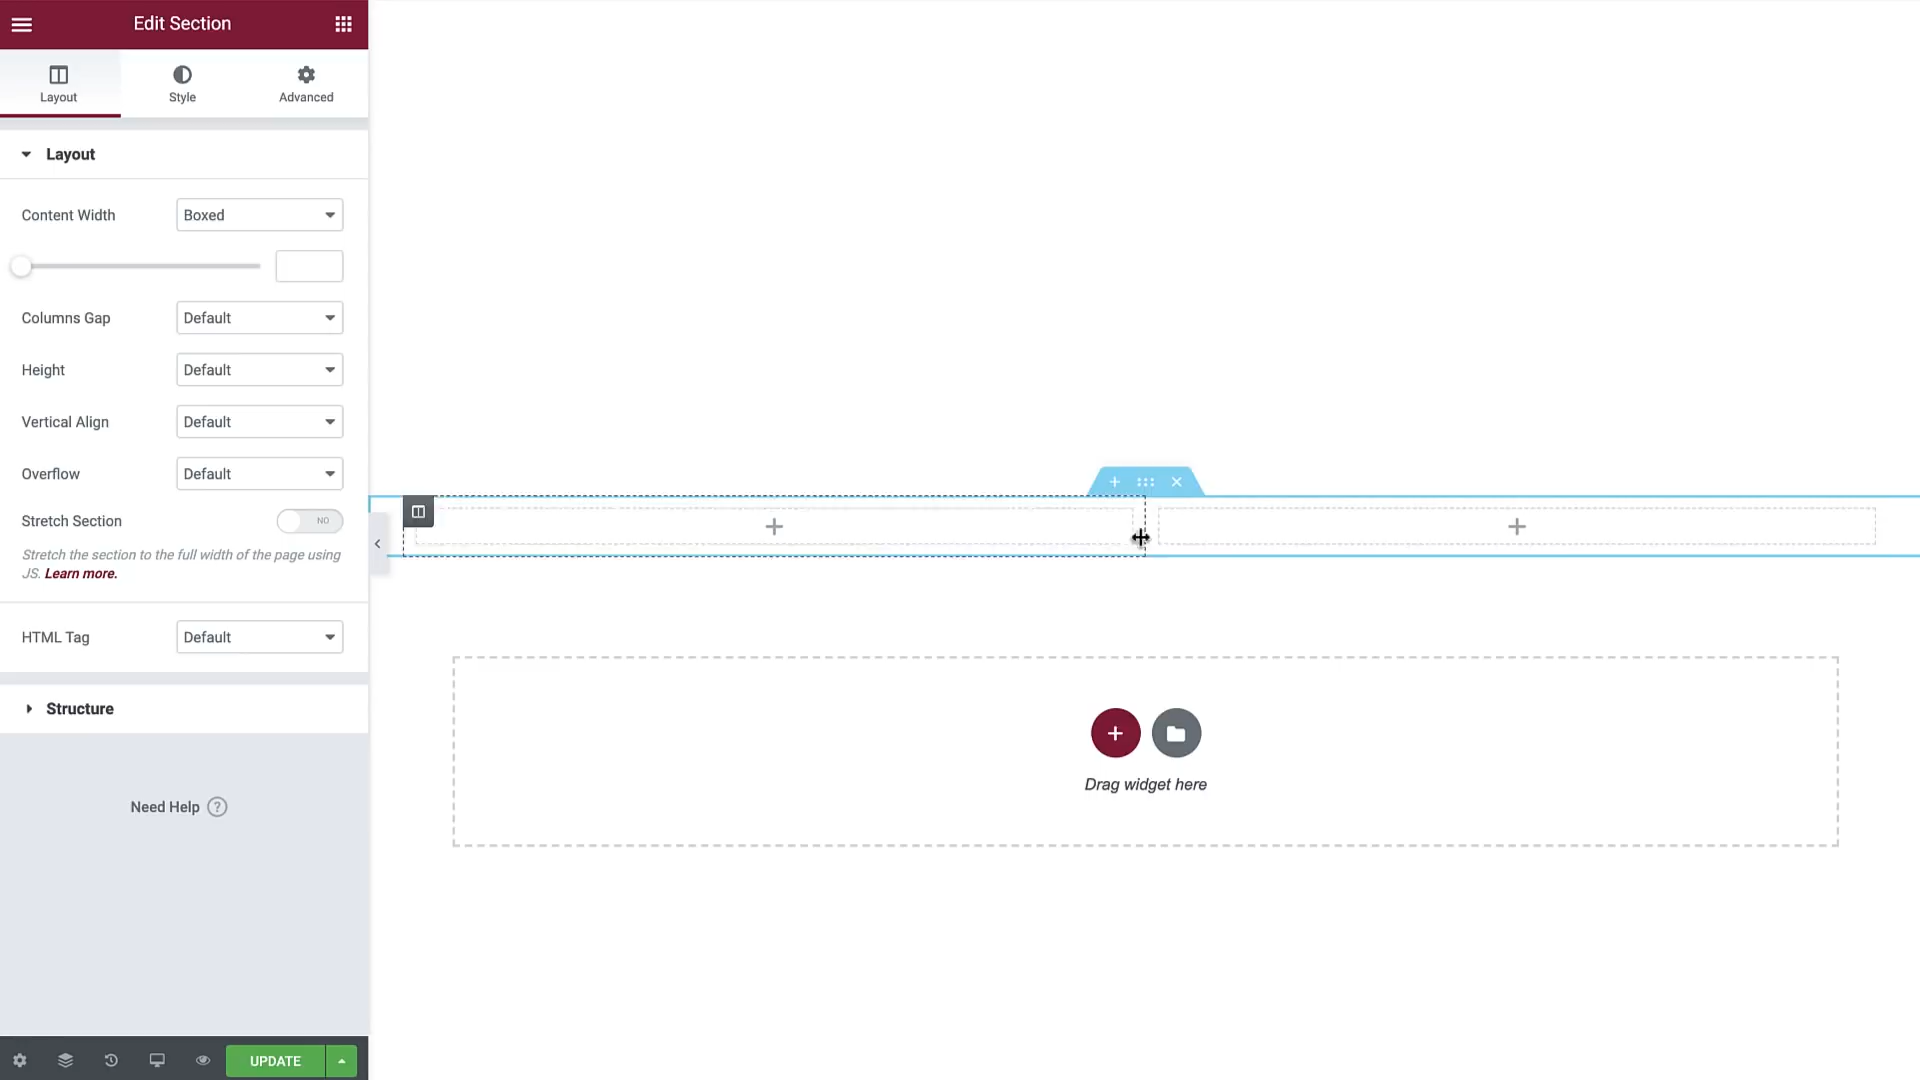 Edit Section
Layout
Style
Advanced
Layout
Content Width
Boxed
Columns Gap
Default
Height
Default
Vertical Align
Default
Overflow
Default
Stretch Section
NO
Stretch the section to the full width of the page using
JS. Learn more.
HTML Tag
Default
Structure
Need Help ?
UPDATE
Drag widget here